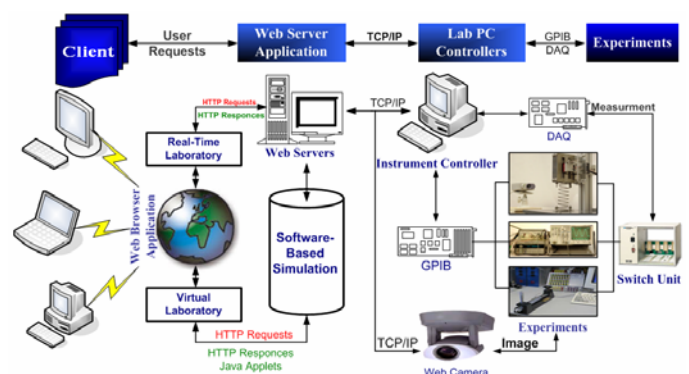 Client
User
Requests
Web Server
Application
TCP/IP
Lab PC
Controllers
GPIB
DAQ
Experiments
HTTP Requests
HTTP Responces
TCP/IP
Measurment
Real-Time
Laboratory
Web Servers
DAQ
Instrument Controller
Web Browser
Application
Software-
Based
Simulation
GPIB
Switch Unit
Virtual
Laboratory
HTTP Requests
HTTP Responces
Java Applets
TCP/IP
Experiments
Image
Web Camera